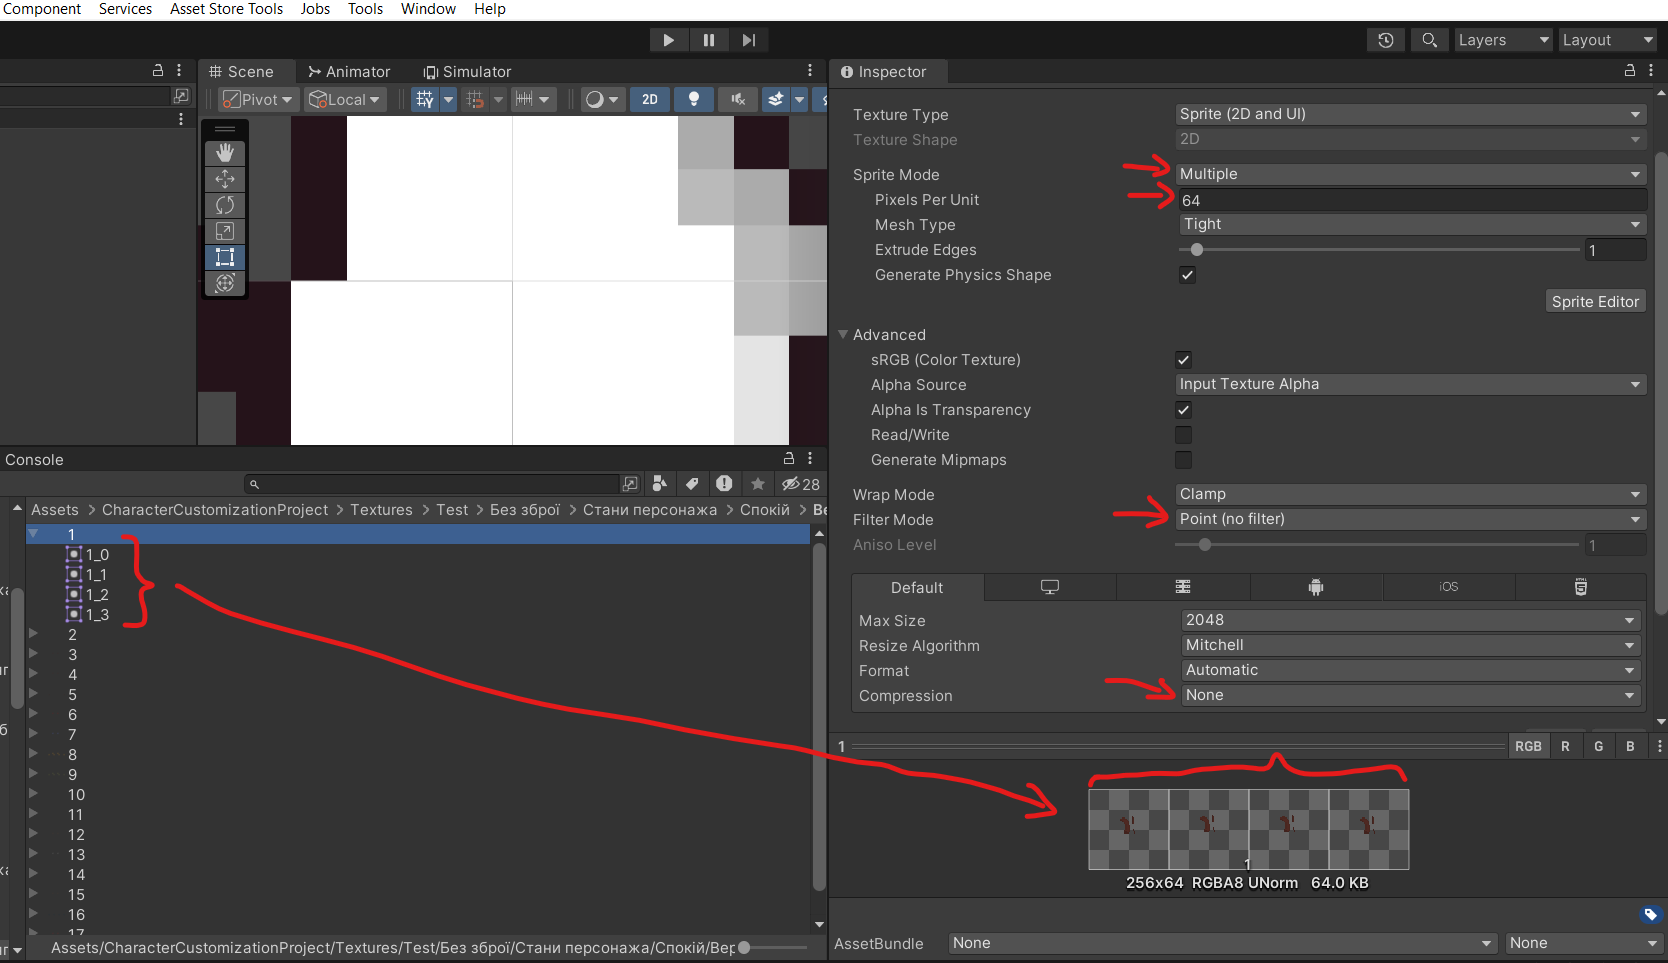 Component Services Asset Store Tools Jobs Tools Window Help
Layers Layout
Scene Animator Simulator
Pivot Local 2D
Inspector
Texture Type Sprite (2D and UI)
Texture Shape 2D
Sprite Mode Multiple
Pixels Per Unit 64
Mesh Type Tight
Extrude Edges 1
Generate Physics Shape
Sprite Editor
Advanced
sRGB (Color Texture)
Alpha Source Input Texture Alpha
Alpha Is Transparency
Read/Write
Generate Mipmaps
Wrap Mode Clamp
Filter Mode Point (no filter)
Aniso Level 1
Default iOS
Max Size 2048
Resize Algorithm Mitchell
Format Automatic
Compression None
1 RGB R G B
1
256x64 RGBA8 UNorm 64.0 KB
AssetBundle None None
Console
28
Assets > CharacterCustomizationProject > Textures > Test > Без зброї > Стани персонажа > Спокій > Ве
1
1_0
1_1
1_2
1_3
2
3
4
5
6
7
8
9
10
11
12
13
14
15
16
17
Assets/CharacterCustomizationProject/Textures/Test/Без зброї/Стани персонажа/Спокій/Вер